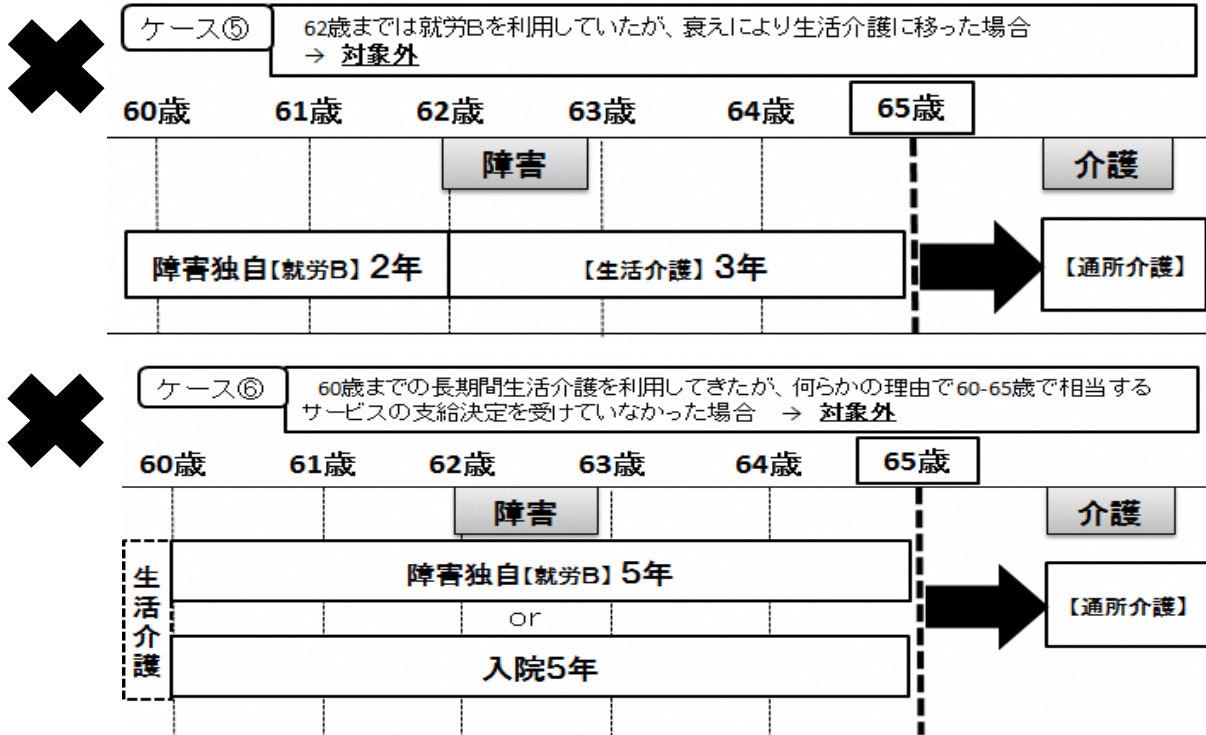 ケース⑤
62歳までは就労Bを利用していたが、衰えにより生活介護に移った場合
→ 対象外
60歳 61歳 62歳 63歳 64歳 65歳
障害 介護
障害独自【就労B】2年 【生活介護】3年 【通所介護】
ケース⑥
60歳までの長期間生活介護を利用してきたが、何らかの理由で60-65歳で相当する
サービスの支給決定を受けていなかった場合 → 対象外
60歳 61歳 62歳 63歳 64歳 65歳
障害 介護
生活介護
障害独自【就労B】5年
or
入院5年
【通所介護】